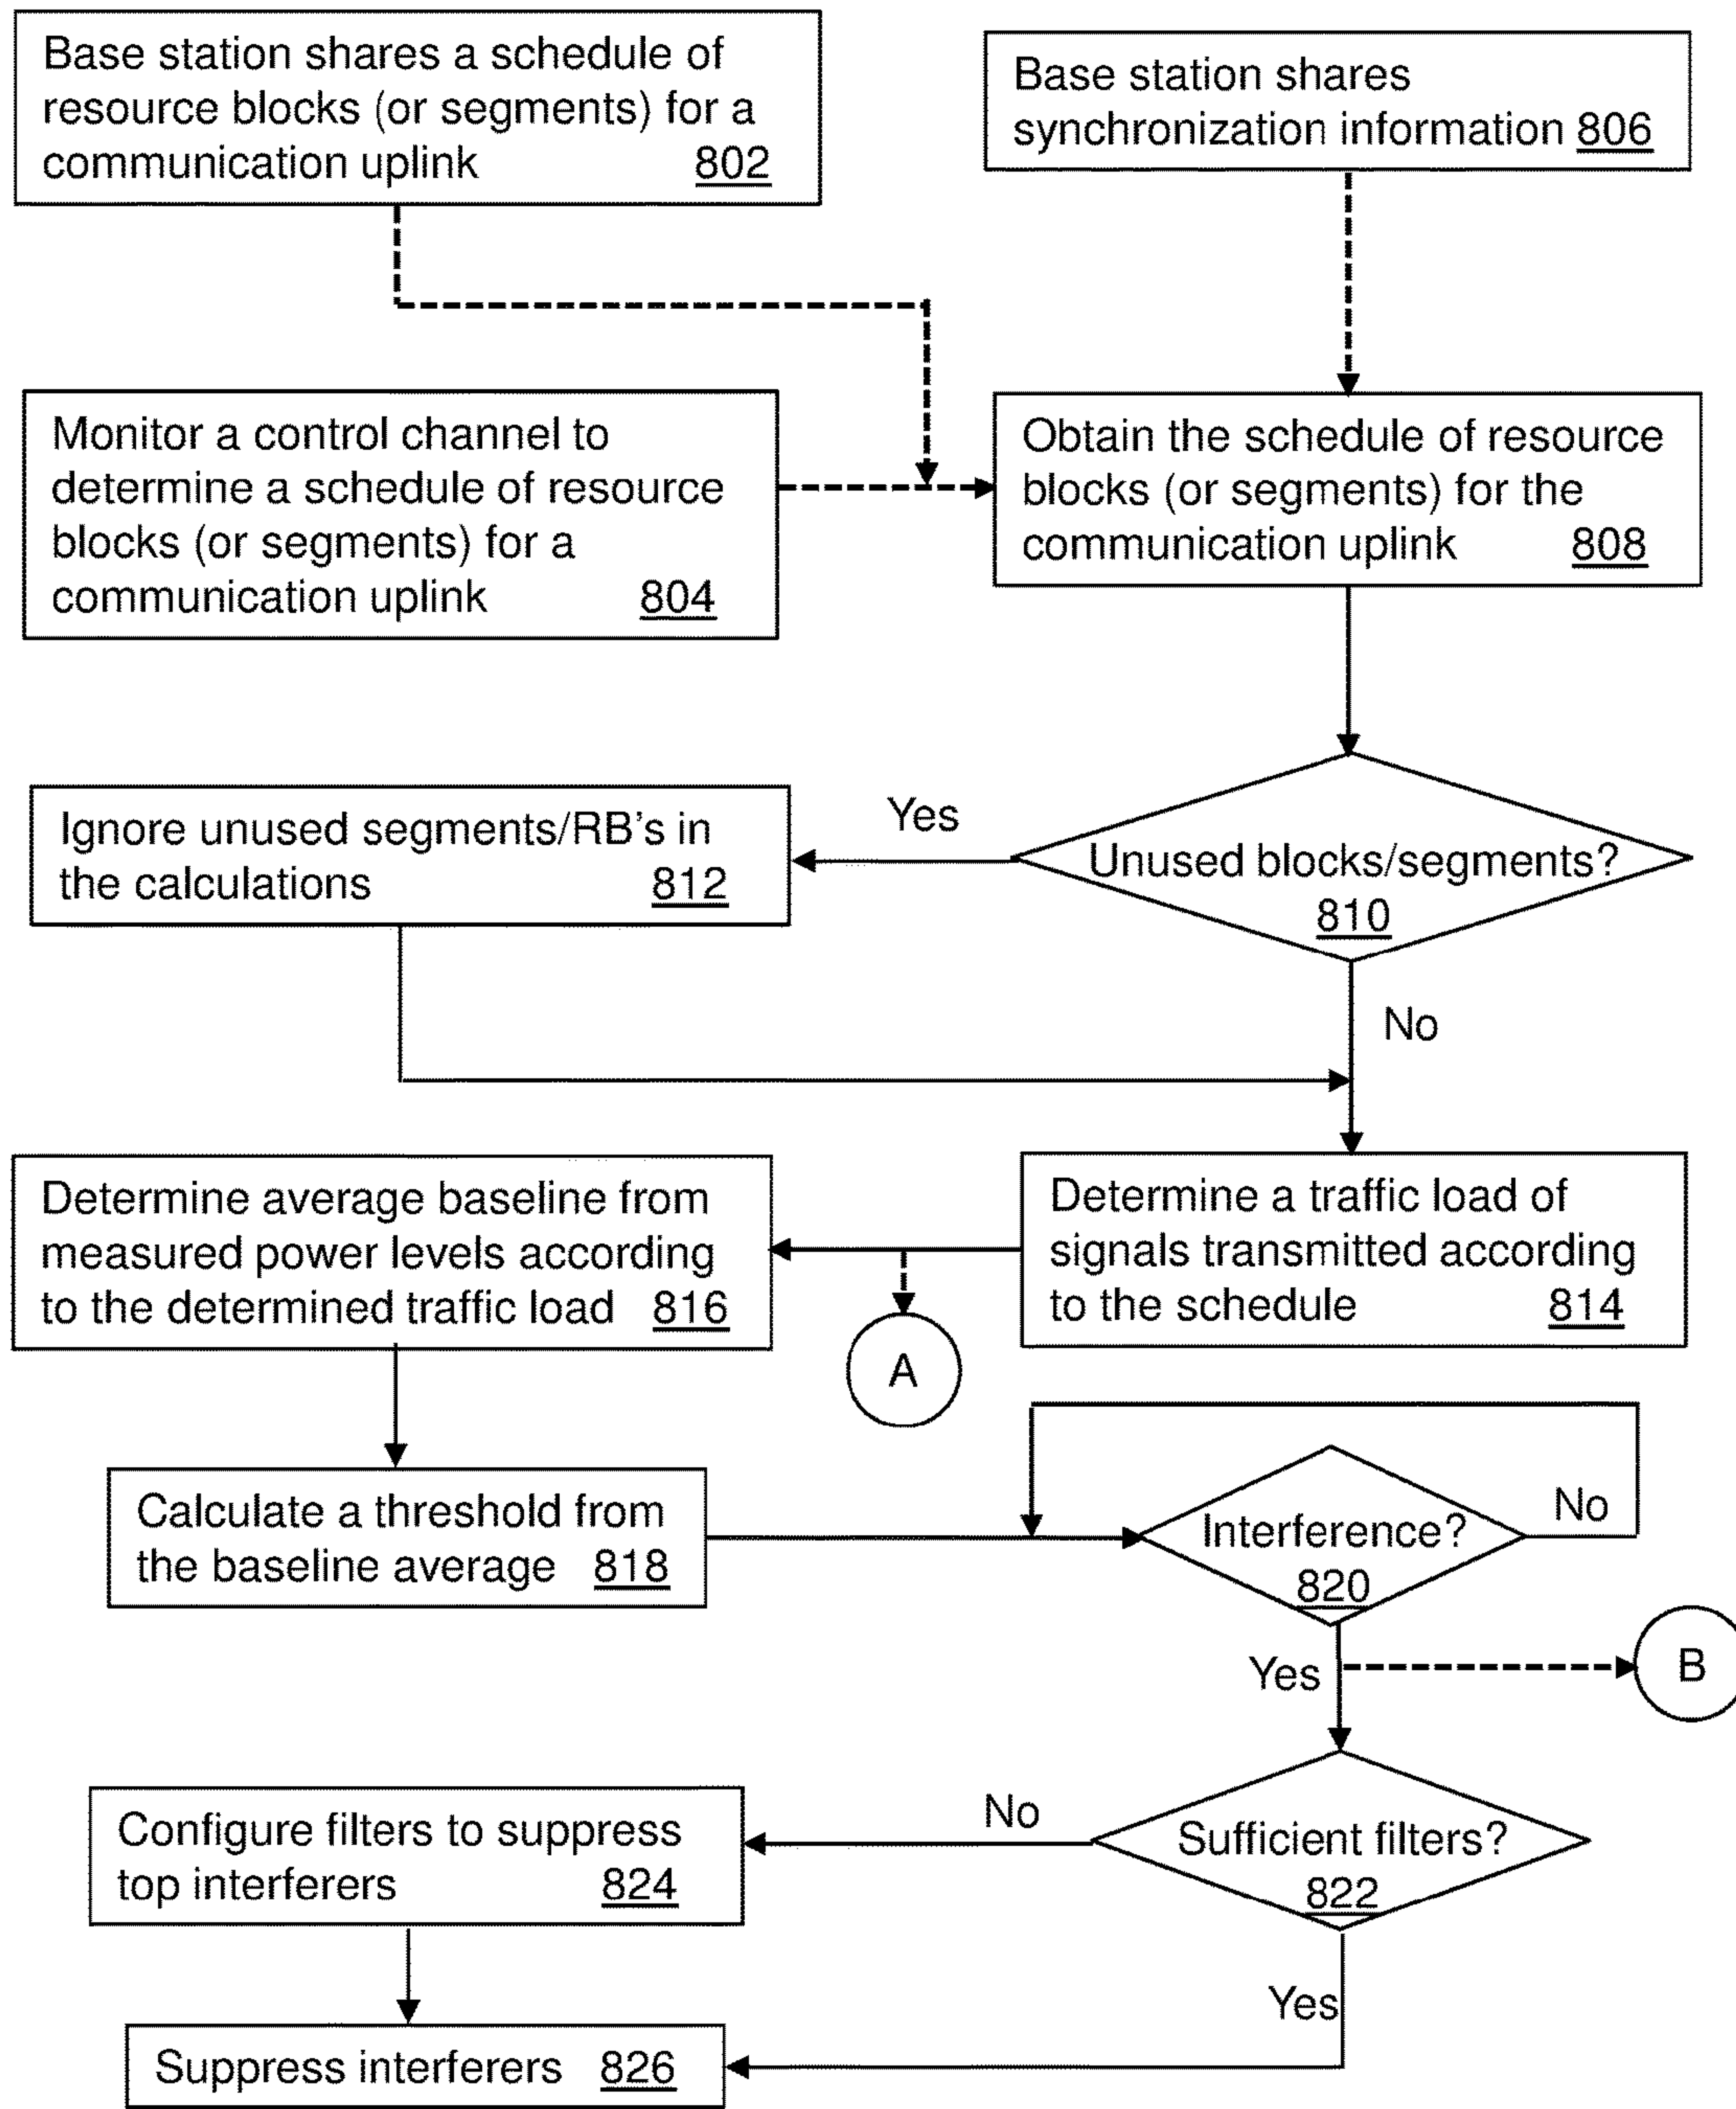 Base station shares a schedule of
resource blocks (or segments) for a
communication uplink 802
Base station shares
synchronization information 806
Monitor a control channel to
determine a schedule of resource
blocks (or segments) for a
communication uplink 804
Obtain the schedule of resource
blocks (or segments) for the
communication uplink 808
Unused blocks/segments?
810
Yes
No
Ignore unused segments/RB's in
the calculations 812
Determine a traffic load of
signals transmitted according
to the schedule 814
Determine average baseline from
measured power levels according
to the determined traffic load 816
A
Calculate a threshold from
the baseline average 818
Interference?
820
No
Yes
B
Sufficient filters?
822
No
Yes
Configure filters to suppress
top interferers 824
Suppress interferers 826